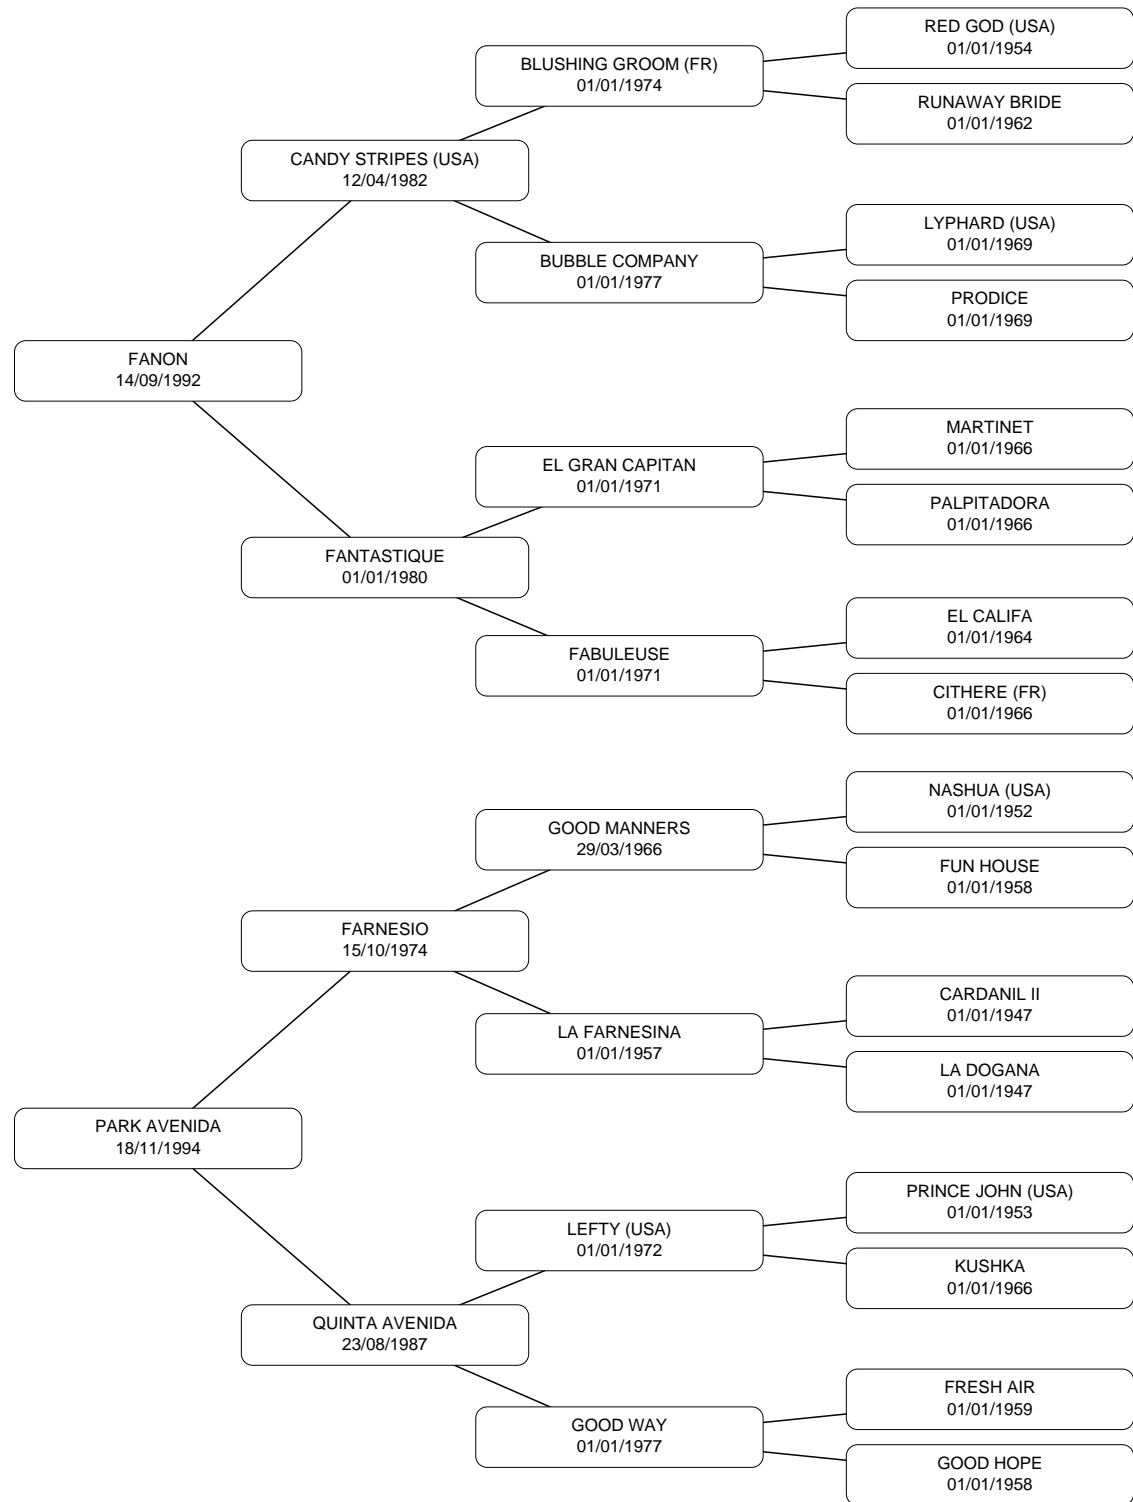 RED GOD (USA)
01/01/1954
BLUSHING GROOM (FR)
01/01/1974
RUNAWAY BRIDE
01/01/1962
CANDY STRIPES (USA)
12/04/1982
LYPHARD (USA)
01/01/1969
BUBBLE COMPANY
01/01/1977
PRODICE
01/01/1969
FANON
14/09/1992
MARTINET
01/01/1966
EL GRAN CAPITAN
01/01/1971
PALPITADORA
01/01/1966
FANTASTIQUE
01/01/1980
EL CALIFA
01/01/1964
FABULEUSE
01/01/1971
CITHERE (FR)
01/01/1966
NASHUA (USA)
01/01/1952
GOOD MANNERS
29/03/1966
FUN HOUSE
01/01/1958
FARNESIO
15/10/1974
CARDANIL II
01/01/1947
LA FARNESINA
01/01/1957
LA DOGANA
01/01/1947
PARK AVENIDA
18/11/1994
PRINCE JOHN (USA)
01/01/1953
LEFTY (USA)
01/01/1972
KUSHKA
01/01/1966
QUINTA AVENIDA
23/08/1987
FRESH AIR
01/01/1959
GOOD WAY
01/01/1977
GOOD HOPE
01/01/1958